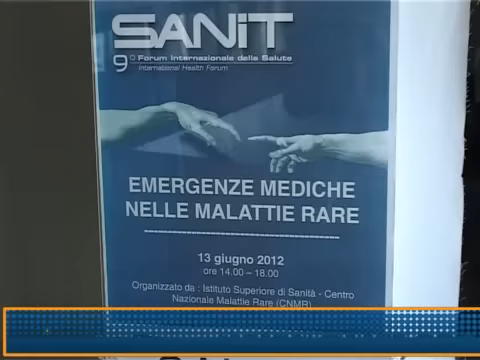 SANiT
9° Forum Internazionale della Salute
International Health Forum
EMERGENZE MEDICHE
NELLE MALATTIE RARE
13 giugno 2012
ore 14.00 – 18.00
Organizzato da : Istituto Superiore di Sanità - Centro
Nazionale Malattie Rare (CNMR)